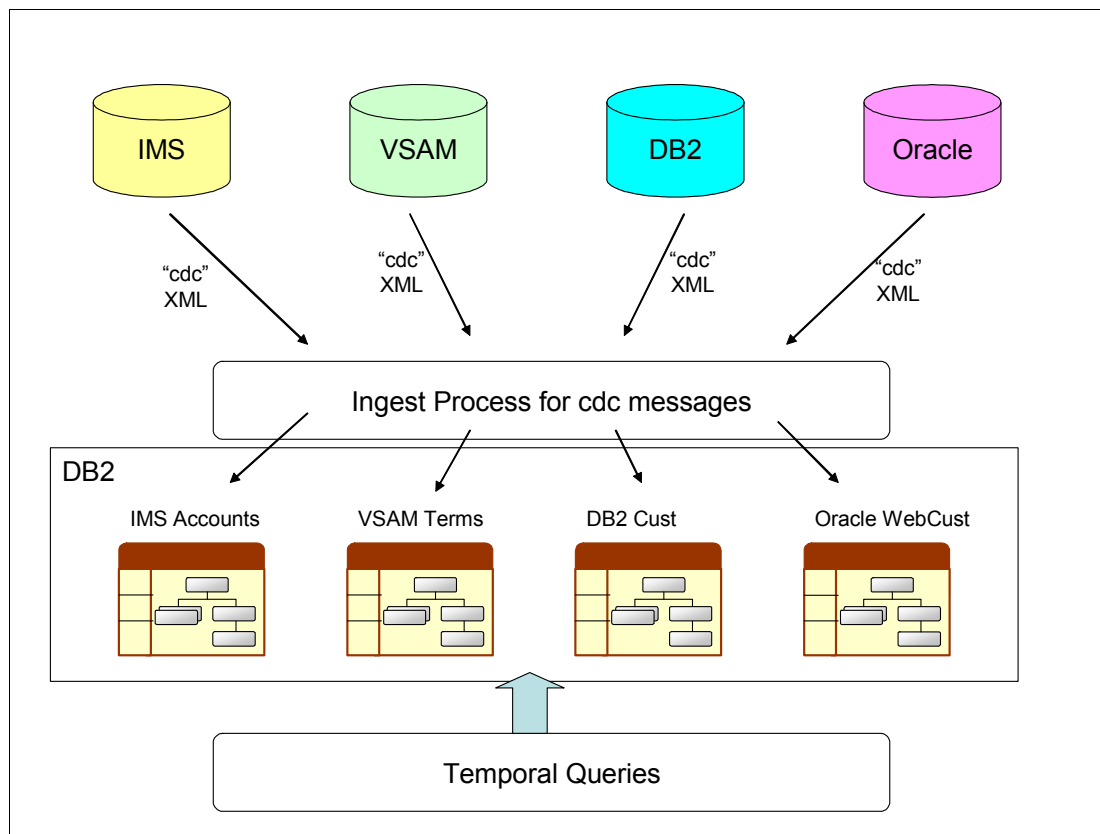 IMS
VSAM
DB2
Oracle
“cdc”
XML
“cdc”
XML
“cdc”
XML
“cdc”
XML
Ingest Process for cdc messages
DB2
IMS Accounts
VSAM Terms
DB2 Cust
Oracle WebCust
Temporal Queries